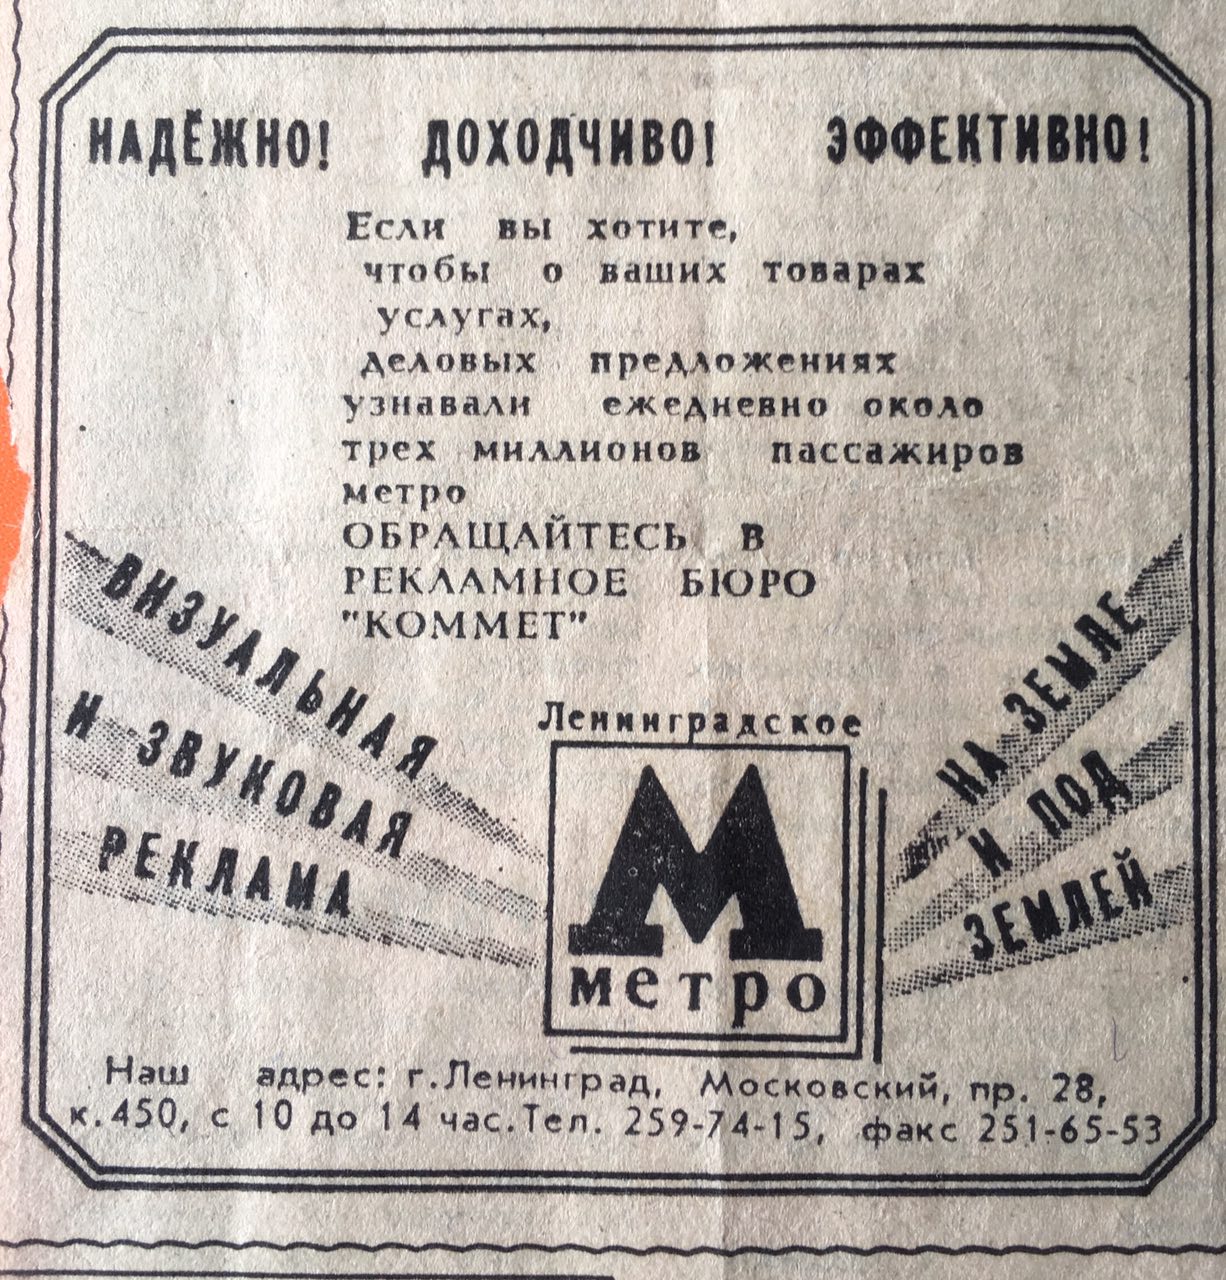 НАДЁЖНО! ДОХОДЧИВО! ЭФФЕКТИВНО!
Если вы хотите,
чтобы о ваших товарах
услугах,
деловых предложениях
узнавали ежедневно около
трех миллионов пассажиров
метро
ОБРАЩАЙТЕСЬ В
РЕКЛАМНОЕ БЮРО
"КОММЕТ"
ВИЗУАЛЬНАЯ
И ЗВУКОВАЯ
РЕКЛАМА
Ленинградское
М
метро
НА ЗЕМЛЕ
И ПОД
ЗЕМЛЕЙ
Наш адрес: г.Ленинград, Московский, пр. 28,
к.450, с 10 до 14 час.Тел. 259-74-15, факс 251-65-53